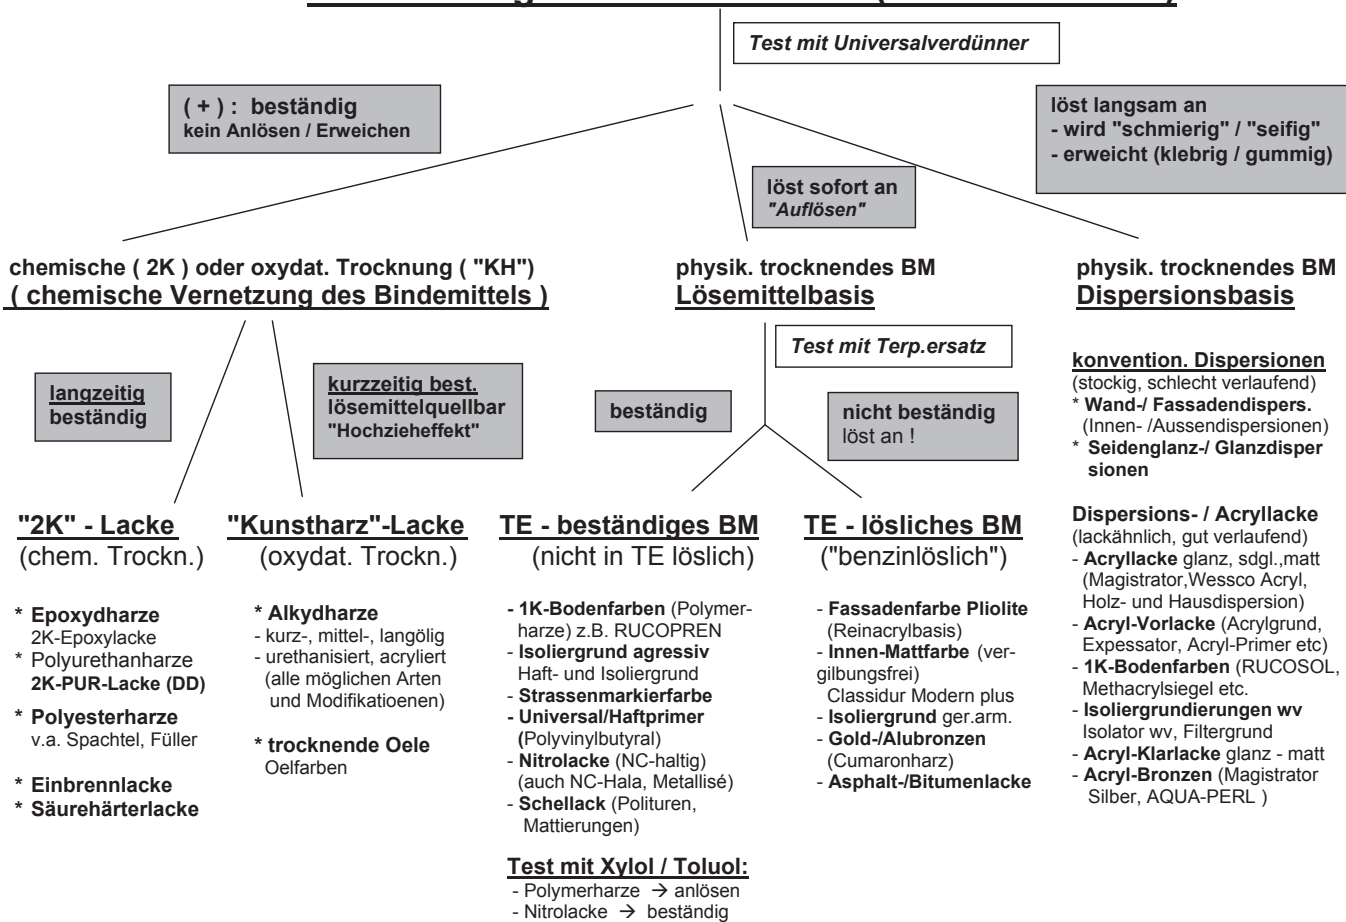 Test mit Universalverdünner
( + ) : beständig
kein Anlösen / Erweichen
löst langsam an
- wird "schmierig" / "seifig"
- erweicht (klebrig / gummig)
löst sofort an
"Auflösen"
chemische ( 2K ) oder oxydat. Trocknung ( "KH")
( chemische Vernetzung des Bindemittels )
physik. trocknendes BM
Lösemittelbasis
physik. trocknendes BM
Dispersionsbasis
Test mit Terp.ersatz
langzeitig
beständig
kurzzeitig best.
lösemittelquellbar
"Hochzieheffekt"
beständig
nicht beständig
löst an !
"2K" - Lacke
(chem. Trockn.)
* Epoxydharze
2K-Epoxylacke
* Polyurethanharze
2K-PUR-Lacke (DD)
* Polyesterharze
v.a. Spachtel, Füller
* Einbrennlacke
* Säurehärterlacke
"Kunstharz"-Lacke
(oxydat. Trockn.)
* Alkydharze
- kurz-, mittel-, langölig
- urethanisiert, acryliert
(alle möglichen Arten
und Modifikatioenen)
* trocknende Oele
Oelfarben
TE - beständiges BM
(nicht in TE löslich)
- 1K-Bodenfarben (Polymer-
harze) z.B. RUCOPREN
- Isoliergrund agressiv
Haft- und Isoliergrund
- Strassenmarkierfarbe
- Universal/Haftprimer
(Polyvinylbutyral)
- Nitrolacke (NC-haltig)
(auch NC-Hala, Metallisé)
- Schellack (Polituren,
Mattierungen)
Test mit Xylol / Toluol:
- Polymerharze → anlösen
- Nitrolacke → beständig
TE - lösliches BM
("benzinlöslich")
- Fassadenfarbe Pliolite
(Reinacrylbasis)
- Innen-Mattfarbe (ver-
gilbungsfrei)
Classidur Modern plus
- Isoliergrund ger.arm.
- Gold-/Alubronzen
(Cumaronharz)
- Asphalt-/Bitumenlacke
konvention. Dispersionen
(stockig, schlecht verlaufend)
* Wand-/ Fassadendispers.
(Innen- /Aussendispersionen)
* Seidenglanz-/ Glanzdisper
sionen
Dispersions- / Acryllacke
(lackähnlich, gut verlaufend)
- Acryllacke glanz, sdgl.,matt
(Magistrator,Wessco Acryl,
Holz- und Hausdispersion)
- Acryl-Vorlacke (Acrylgrund,
Expessator, Acryl-Primer etc)
- 1K-Bodenfarben (RUCOSOL,
Methacrylsiegel etc.
- Isoliergrundierungen wv
Isolator wv, Filtergrund
- Acryl-Klarlacke glanz - matt
- Acryl-Bronzen (Magistrator
Silber, AQUA-PERL )